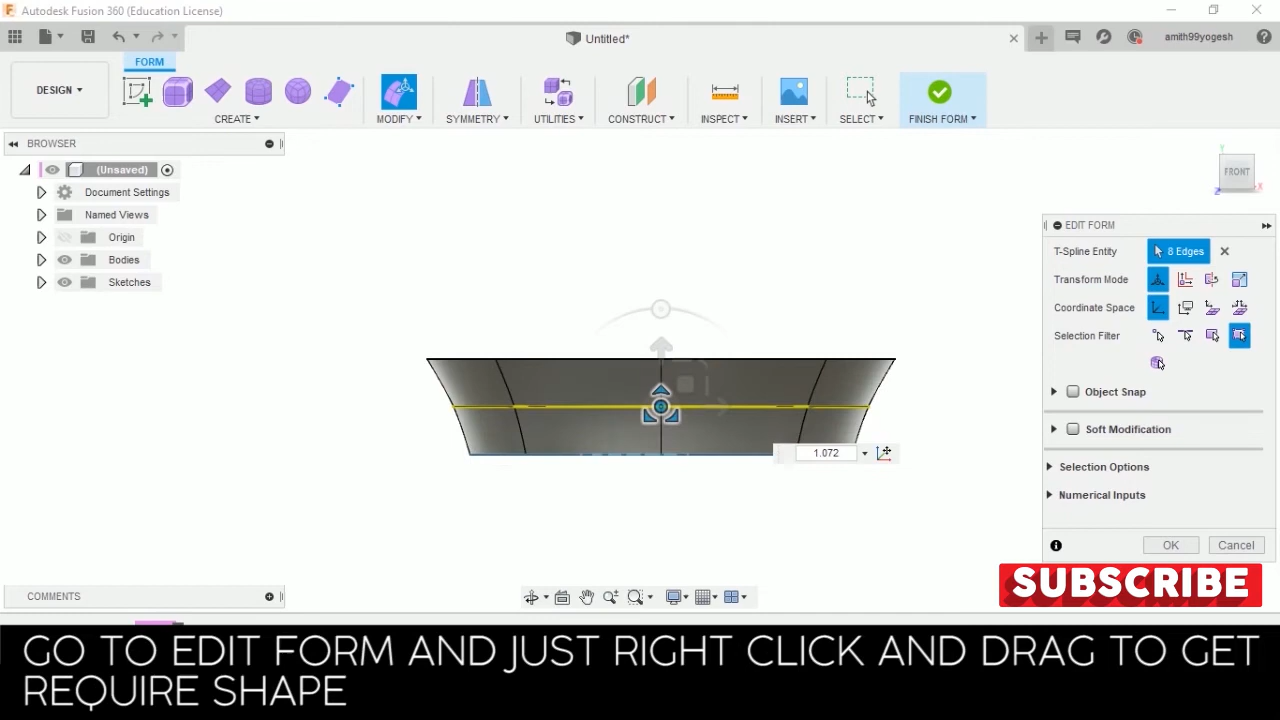 Autodesk Fusion 360 (Education License)
Untitled*
amith99yogesh
FORM
DESIGN
CREATE
MODIFY
SYMMETRY
UTILITIES
CONSTRUCT
INSPECT
INSERT
SELECT
FINISH FORM
BROWSER
(Unsaved)
Document Settings
Named Views
Origin
Bodies
Sketches
Y
FRONT
Z
X
EDIT FORM
T-Spline Entity
8 Edges
Transform Mode
Coordinate Space
Selection Filter
Object Snap
Soft Modification
Selection Options
Numerical Inputs
OK
Cancel
1.072
COMMENTS
SUBSCRIBE
GO TO EDIT FORM AND JUST RIGHT CLICK AND DRAG TO GET
REQUIRE SHAPE